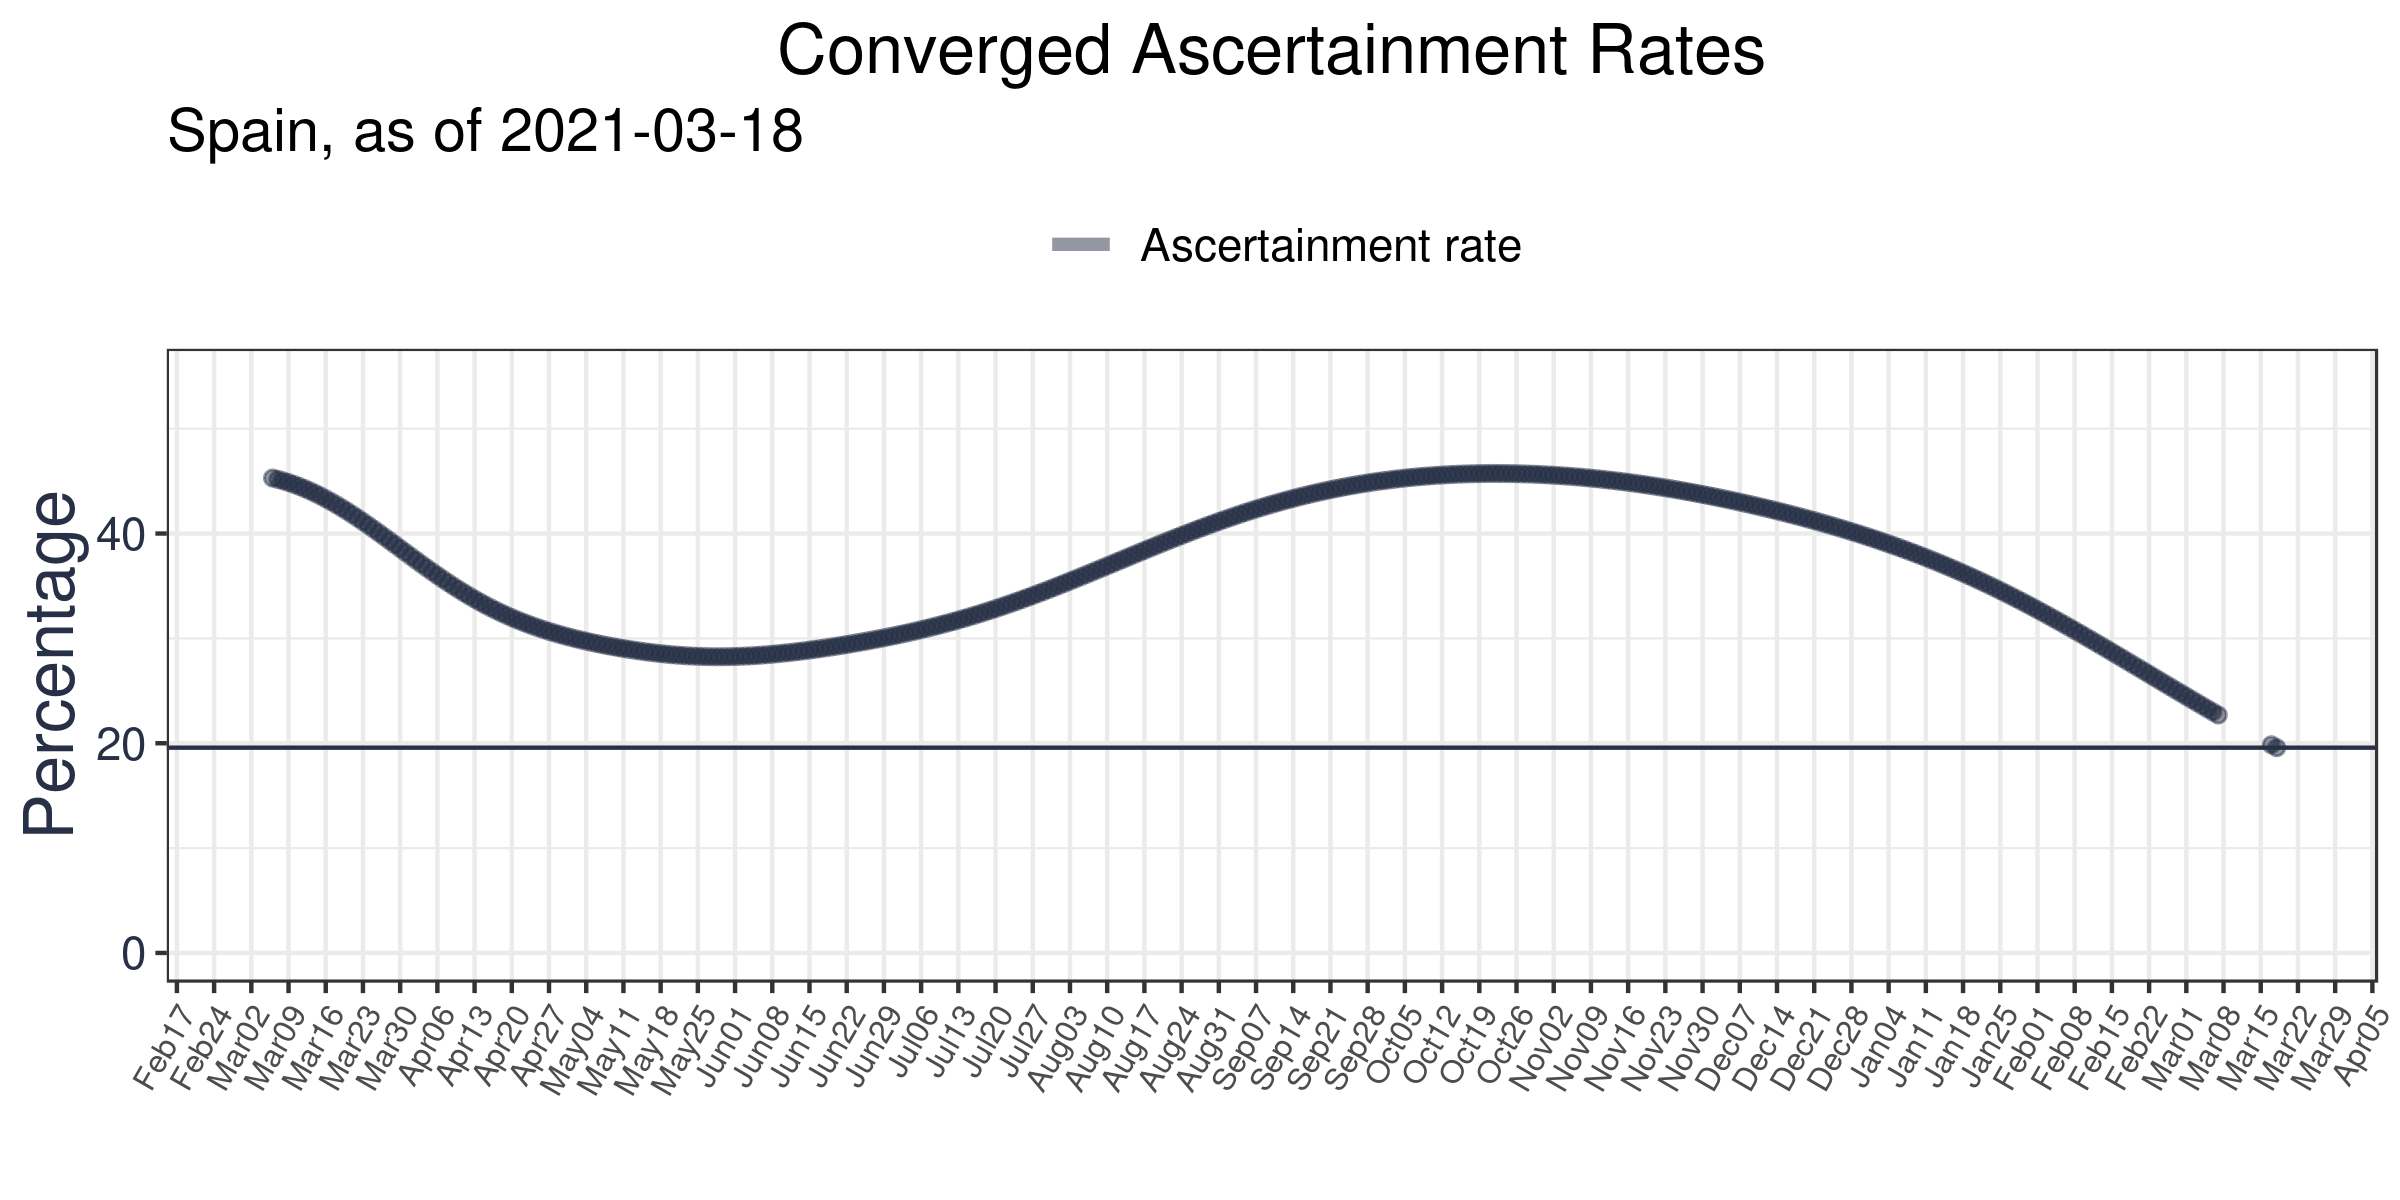 Converged Ascertainment Rates
Spain, as of 2021-03-18
Ascertainment rate
Percentage
40
20
0
Feb17
Feb24
Mar02
Mar09
Mar16
Mar23
Mar30
Apr06
Apr13
Apr20
Apr27
May04
May11
May18
May25
Jun01
Jun08
Jun15
Jun22
Jun29
Jul06
Jul13
Jul20
Jul27
Aug03
Aug10
Aug17
Aug24
Aug31
Sep07
Sep14
Sep21
Sep28
Oct05
Oct12
Oct19
Oct26
Nov02
Nov09
Nov16
Nov23
Nov30
Dec07
Dec14
Dec21
Dec28
Jan04
Jan11
Jan18
Jan25
Feb01
Feb08
Feb15
Feb22
Mar01
Mar08
Mar15
Mar22
Mar29
Apr05